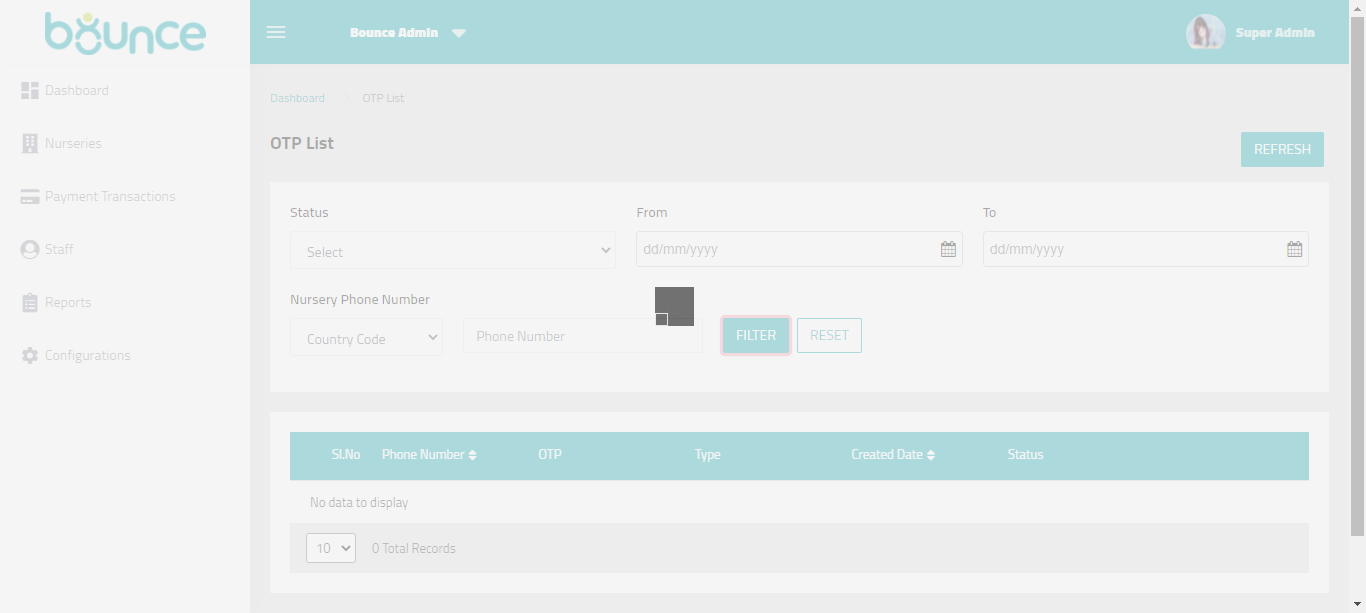 bounce
Bounce Admin
Super Admin
Dashboard
Nurseries
Payment Transactions
Staff
Reports
Configurations
Dashboard > OTP List
OTP List
REFRESH
Status
From
To
Select
dd/mm/yyyy
dd/mm/yyyy
Nursery Phone Number
Country Code
Phone Number
FILTER
RESET
Sl.No Phone Number OTP Type Created Date Status
No data to display
10
0 Total Records